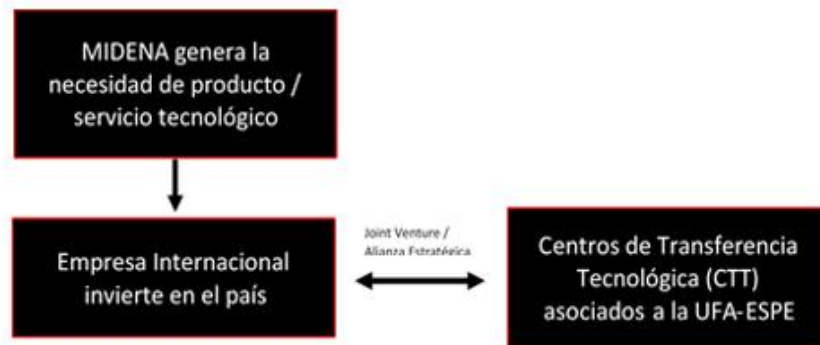 MIDENA genera la
necesidad de producto /
servicio tecnológico
Joint Venture /
Alianza Estratégica
Empresa Internacional
invierte en el país
Centros de Transferencia
Tecnológica (CTT)
asociados a la UFA-ESPE